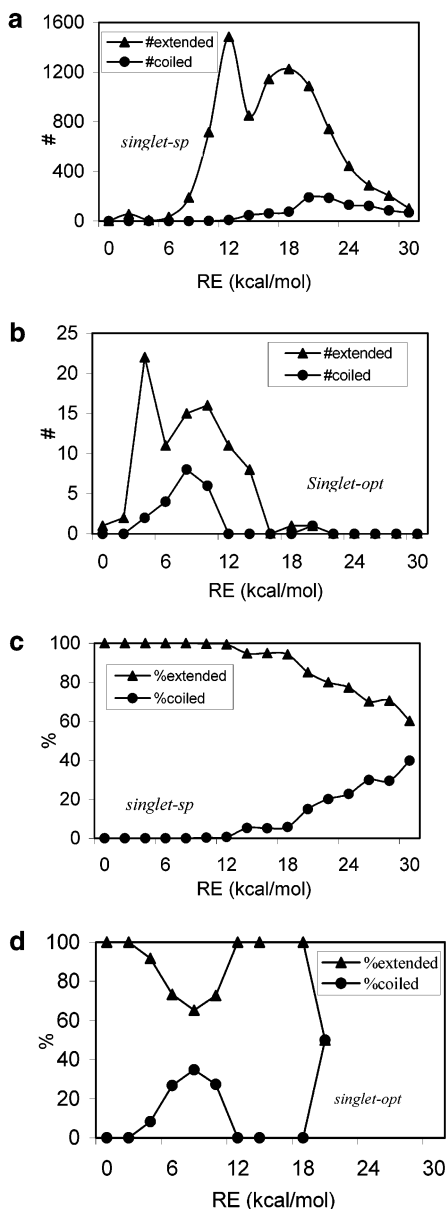 a
1600
1200
800
400
0
#
#extended
#coiled
singlet-sp
0 6 12 18 24 30
RE (kcal/mol)
b
25
20
15
10
5
0
#
#extended
#coiled
Singlet-opt
0 6 12 18 24 30
RE (kcal/mol)
c
100
80
60
40
20
0
%
%extended
%coiled
singlet-sp
0 6 12 18 24 30
RE (kcal/mol)
d
100
80
60
40
20
0
%
%extended
%coiled
singlet-opt
0 6 12 18 24 30
RE (kcal/mol)